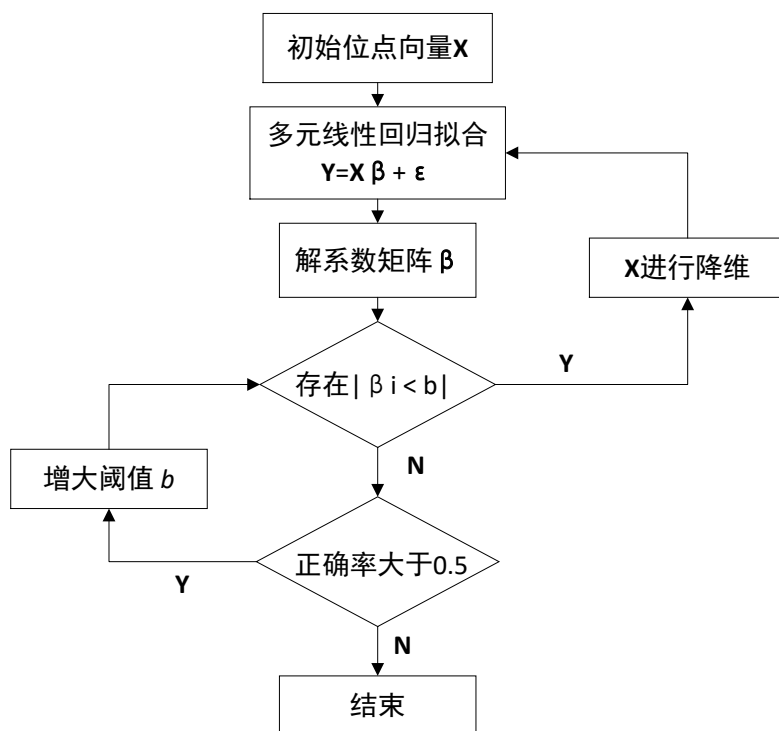 初始位点向量X
多元线性回归拟合
Y=X β + ε
解系数矩阵 β
X进行降维
存在| β i < b|
Y
增大阈值 b
N
正确率大于0.5
Y
N
结束